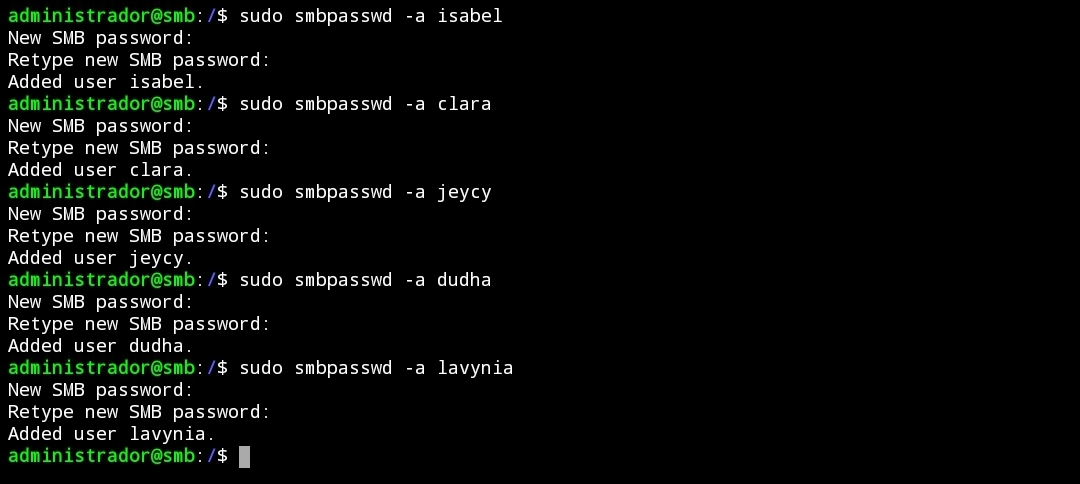 administrador@smb:/$ sudo smbpasswd -a isabel
New SMB password:
Retype new SMB password:
Added user isabel.
administrador@smb:/$ sudo smbpasswd -a clara
New SMB password:
Retype new SMB password:
Added user clara.
administrador@smb:/$ sudo smbpasswd -a jeycy
New SMB password:
Retype new SMB password:
Added user jeycy.
administrador@smb:/$ sudo smbpasswd -a dudha
New SMB password:
Retype new SMB password:
Added user dudha.
administrador@smb:/$ sudo smbpasswd -a lavynia
New SMB password:
Retype new SMB password:
Added user lavynia.
administrador@smb:/$